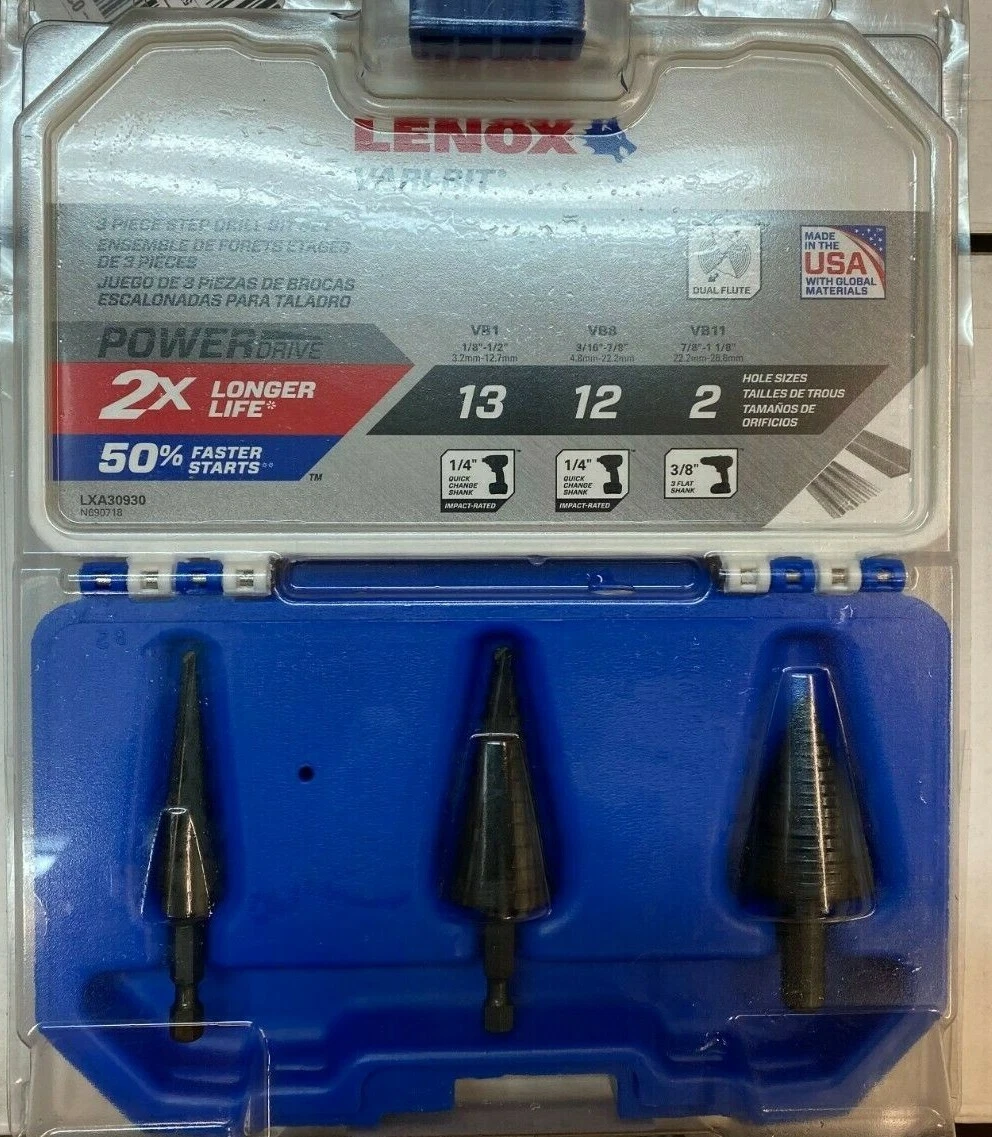 LENOX
VARI-BIT®
3 PIECE STEP DRILL BIT SET
ENSEMBLE DE FORETS ÉTAGÉS
DE 3 PIÈCES
JUEGO DE 3 PIEZAS DE BROCAS
ESCALONADAS PARA TALADRO
DUAL FLUTE
MADE
IN THE
USA
WITH GLOBAL
MATERIALS
POWERDRIVE
2X LONGER
LIFE*
50% FASTER
STARTS**
™
LXA30930
N690718
VB1
1/8"-1/2"
3.2mm-12.7mm
13
VB8
3/16"-7/8"
4.8mm-22.2mm
12
VB11
7/8"-1 1/8"
22.2mm-28.6mm
2
HOLE SIZES
TAILLES DE TROUS
TAMAÑOS DE
ORIFICIOS
1/4"
QUICK
CHANGE
SHANK
IMPACT-RATED
1/4"
QUICK
CHANGE
SHANK
IMPACT-RATED
3/8"
3 FLAT
SHANK